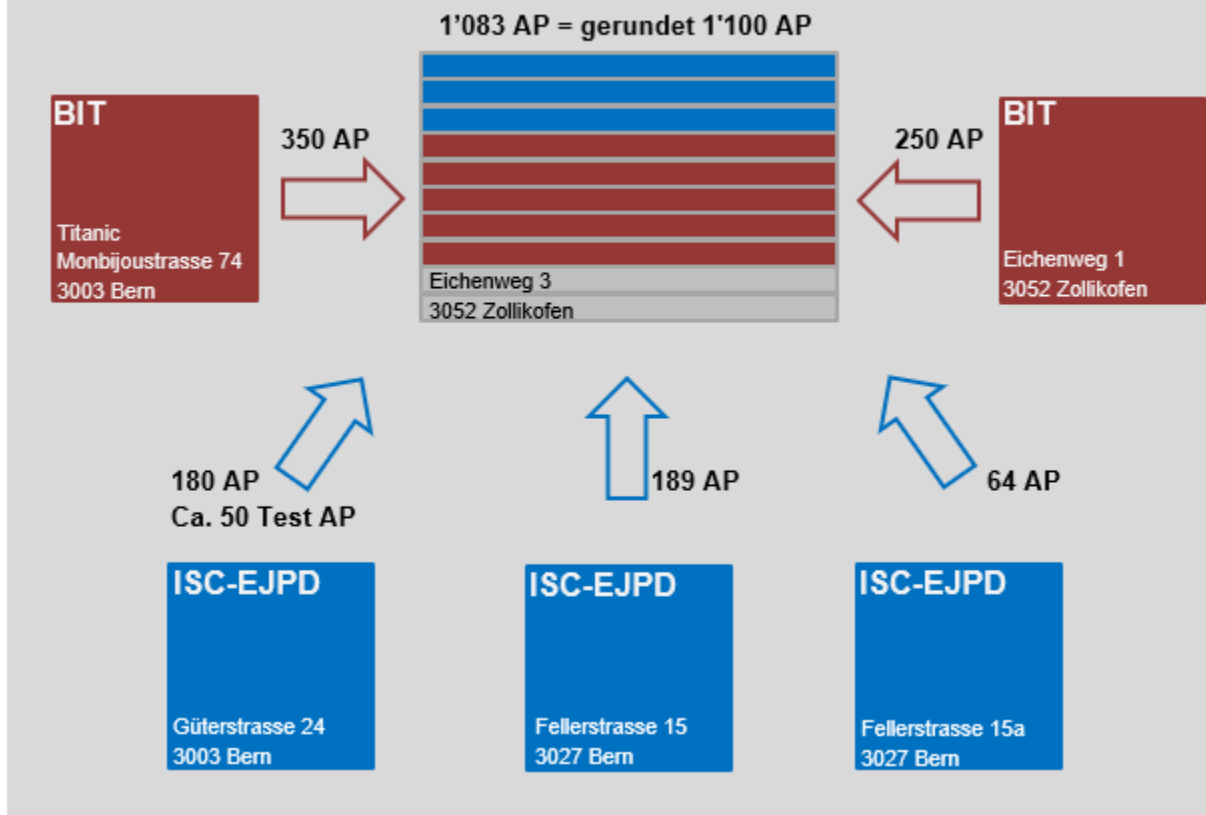 1’083 AP = gerundet 1'100 AP
BIT
Titanic
Monbijoustrasse 74
3003 Bern
350 AP
Eichenweg 3
3052 Zollikofen
250 AP
BIT
Eichenweg 1
3052 Zollikofen
180 AP
Ca. 50 Test AP
189 AP
64 AP
ISC-EJPD
Güterstrasse 24
3003 Bern
ISC-EJPD
Fellerstrasse 15
3027 Bern
ISC-EJPD
Fellerstrasse 15a
3027 Bern